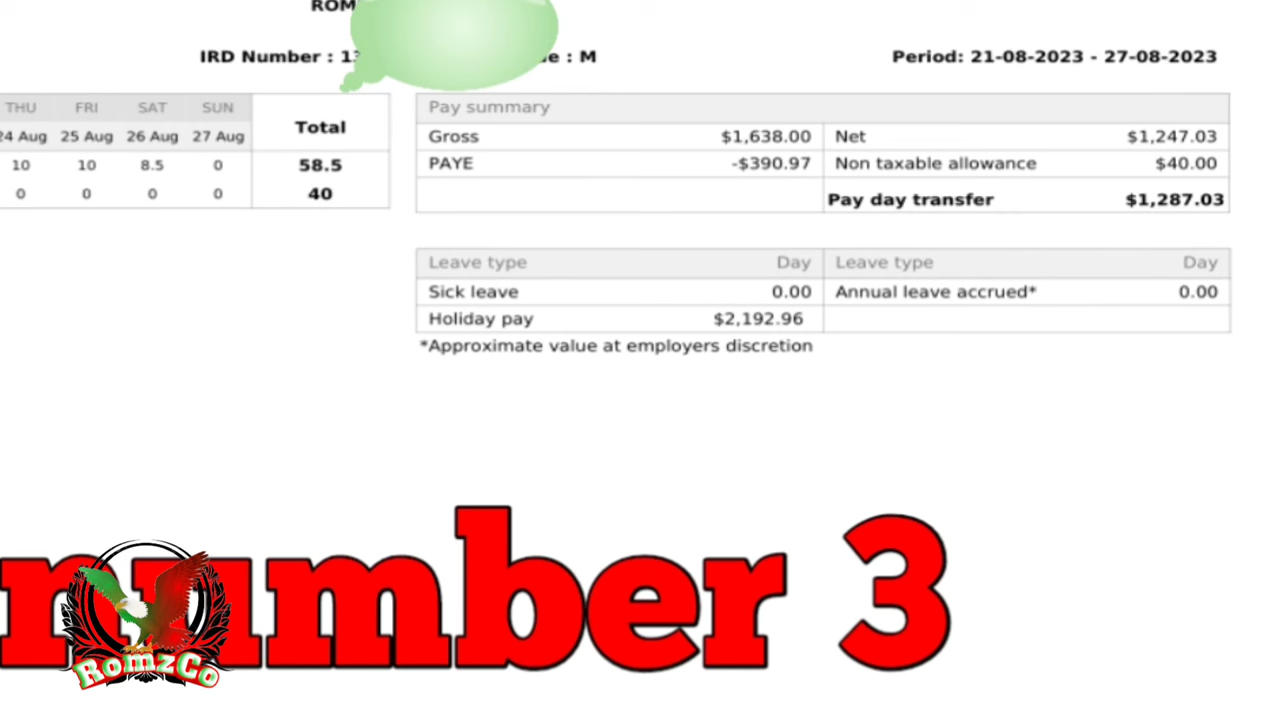 ROM
IRD Number : 13 e : M Period: 21-08-2023 - 27-08-2023
THU FRI SAT SUN Total
24 Aug 25 Aug 26 Aug 27 Aug
10 10 8.5 0 58.5
0 0 0 0 40
Pay summary
Gross $1,638.00 Net $1,247.03
PAYE -$390.97 Non taxable allowance $40.00
Pay day transfer $1,287.03
Leave type Day Leave type Day
Sick leave 0.00 Annual leave accrued* 0.00
Holiday pay $2,192.96
*Approximate value at employers discretion
number 3
RomzCo